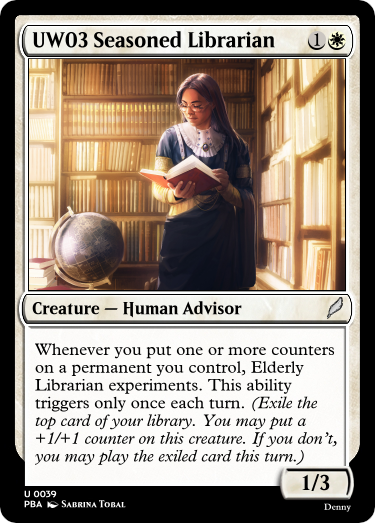 UW03 Seasoned Librarian 1
Creature — Human Advisor
Whenever you put one or more counters
on a permanent you control, Elderly
Librarian experiments. This ability
triggers only once each turn. (Exile the
top card of your library. You may put a
+1/+1 counter on this creature. If you don't,
you may play the exiled card this turn.)
1/3
U 0039
PBA SABRINA TOBAL
Denny